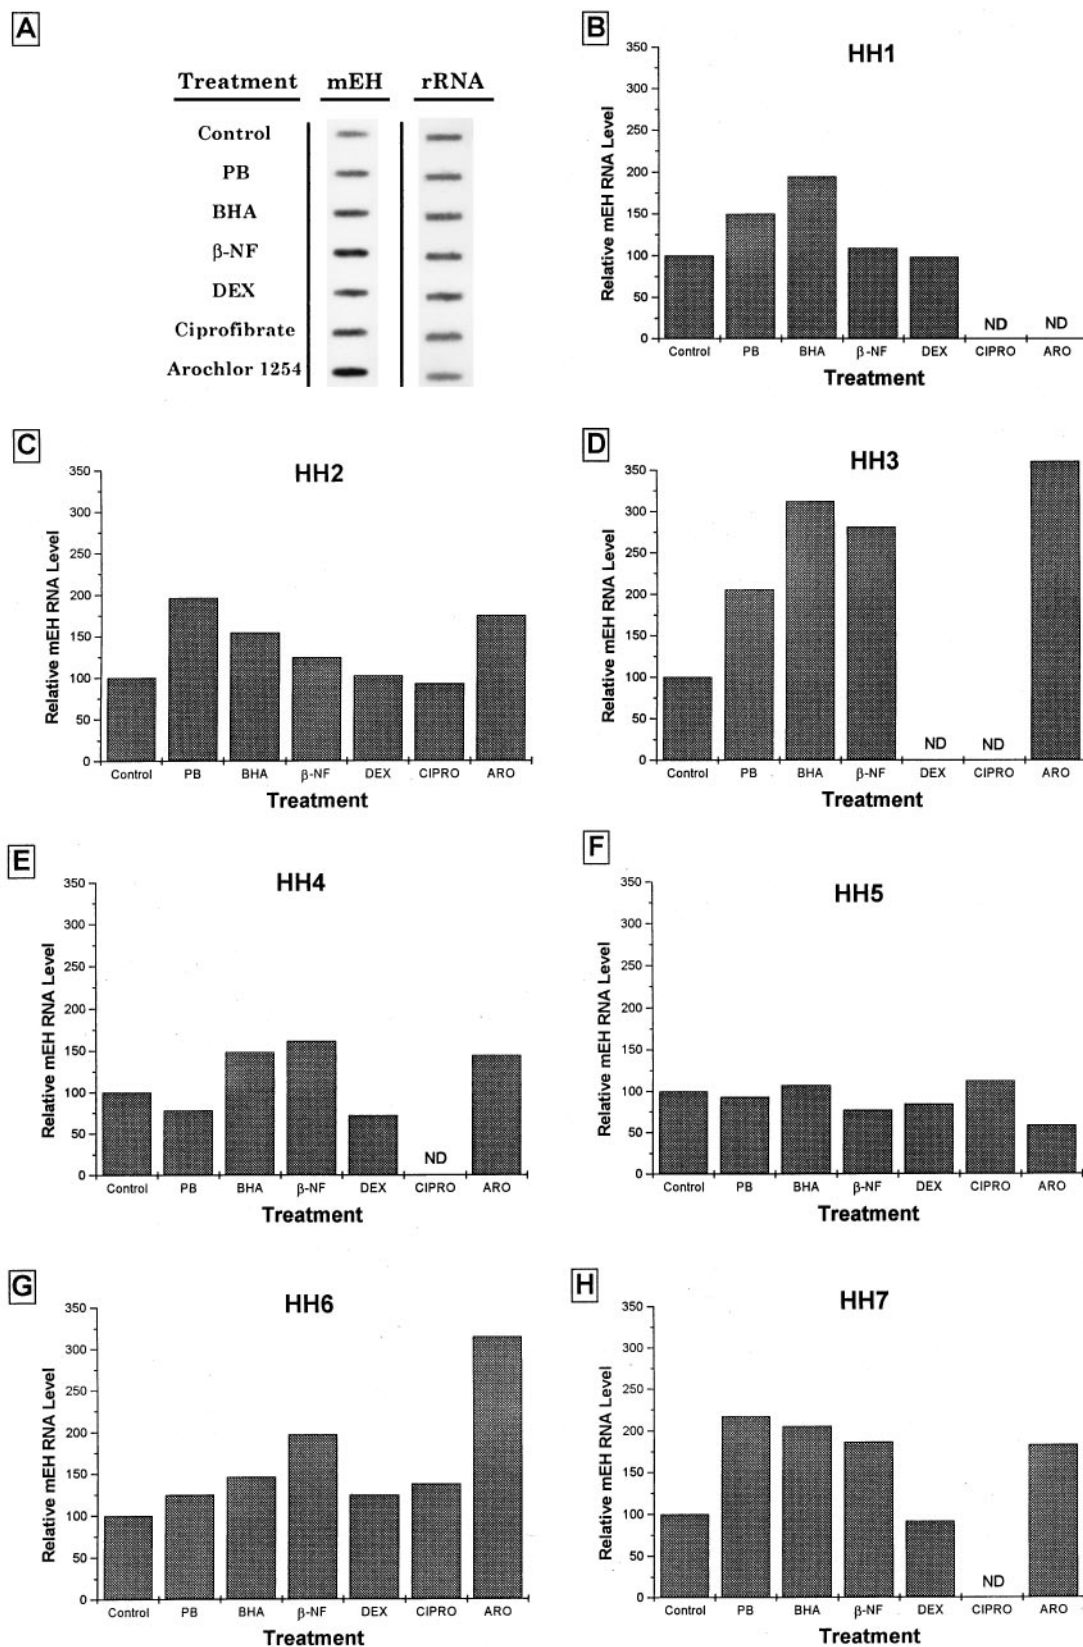 A
Treatment mEH rRNA
Control
PB
BHA
β-NF
DEX
Ciprofibrate
Arochlor 1254
B
HH1
Relative mEH RNA Level
350
300
250
200
150
100
50
0
ND ND
Control PB BHA β-NF DEX CIPRO ARO
Treatment
C
HH2
Relative mEH RNA Level
350
300
250
200
150
100
50
0
Control PB BHA β-NF DEX CIPRO ARO
Treatment
D
HH3
Relative mEH RNA Level
350
300
250
200
150
100
50
0
ND ND
Control PB BHA β-NF DEX CIPRO ARO
Treatment
E
HH4
Relative mEH RNA Level
350
300
250
200
150
100
50
0
ND
Control PB BHA β-NF DEX CIPRO ARO
Treatment
F
HH5
Relative mEH RNA Level
350
300
250
200
150
100
50
0
Control PB BHA β-NF DEX CIPRO ARO
Treatment
G
HH6
Relative mEH RNA Level
350
300
250
200
150
100
50
0
Control PB BHA β-NF DEX CIPRO ARO
Treatment
H
HH7
Relative mEH RNA Level
350
300
250
200
150
100
50
0
ND
Control PB BHA β-NF DEX CIPRO ARO
Treatment